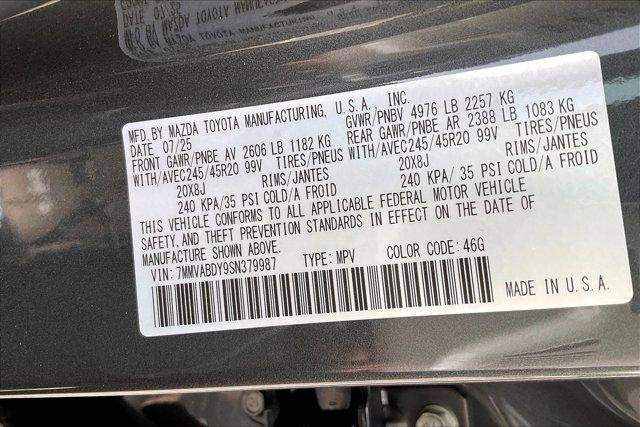 MFD. BY MAZDA TOYOTA MANUFACTURING, U.S.A., INC.
DATE 07/25 GVWR/PNBV 4976 LB 2257 KG
FRONT GAWR/PNBE AV 2606 LB 1182 KG REAR GAWR/PNBE AR 2388 LB 1083 KG
WITH/AVEC245/45R20 99V TIRES/PNEUS WITH/AVEC245/45R20 99V TIRES/PNEUS
20X8J RIMS/JANTES 20X8J RIMS/JANTES
240 KPA/35 PSI COLD/A FROID 240 KPA/ 35 PSI COLD/A FROID
THIS VEHICLE CONFORMS TO ALL APPLICABLE FEDERAL MOTOR VEHICLE
SAFETY, AND THEFT PREVENTION STANDARDS IN EFFECT ON THE DATE OF
MANUFACTURE SHOWN ABOVE.
VIN: 7MMVABDY9SN379987 TYPE: MPV COLOR CODE: 46G
MADE IN U.S.A.